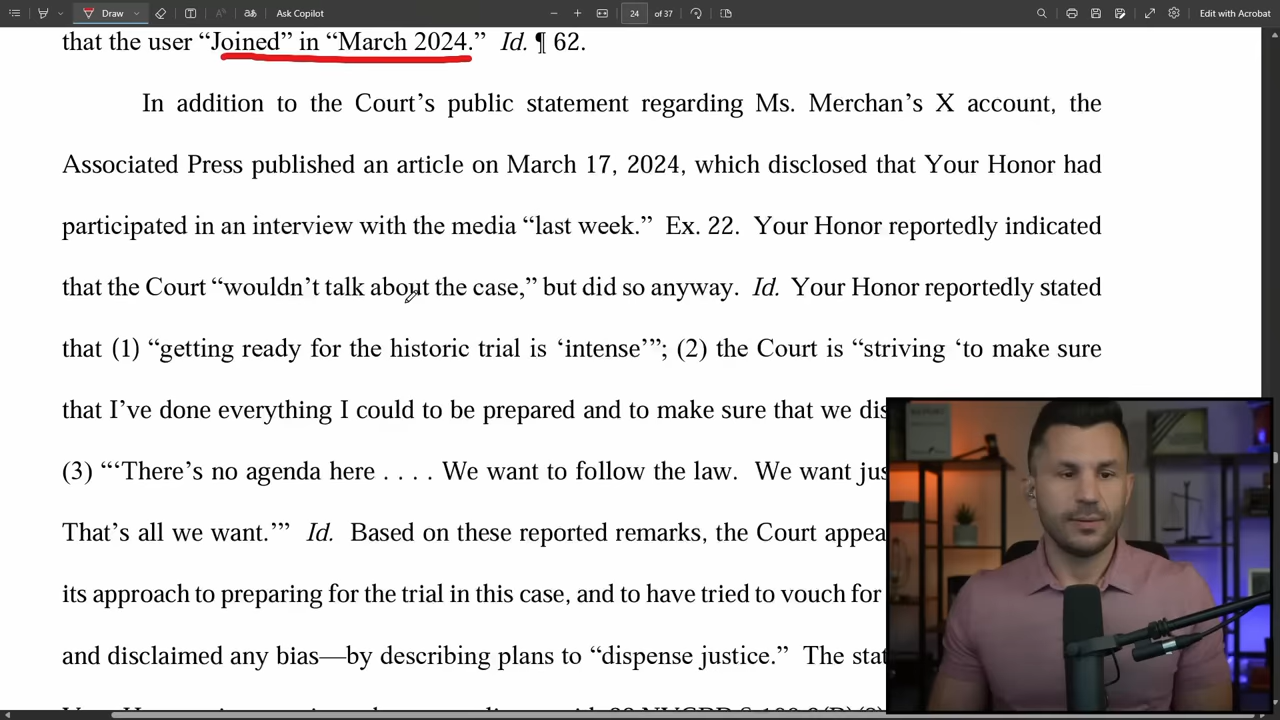 Draw
Ask Copilot
24 of 37
Edit with Acrobat
that the user “Joined” in “March 2024.” Id. ¶ 62.
In addition to the Court’s public statement regarding Ms. Merchan’s X account, the
Associated Press published an article on March 17, 2024, which disclosed that Your Honor had
participated in an interview with the media “last week.” Ex. 22. Your Honor reportedly indicated
that the Court “wouldn’t talk about the case,” but did so anyway. Id. Your Honor reportedly stated
that (1) “getting ready for the historic trial is ‘intense’”; (2) the Court is “striving ‘to make sure
that I’ve done everything I could to be prepared and to make sure that we
(3) “‘There’s no agenda here . . . . We want to follow the law. We want
That’s all we want.’” Id. Based on these reported remarks, the Court
its approach to preparing for the trial in this case, and to have tried to vouch for
and disclaimed any bias—by describing plans to “dispense justice.” The